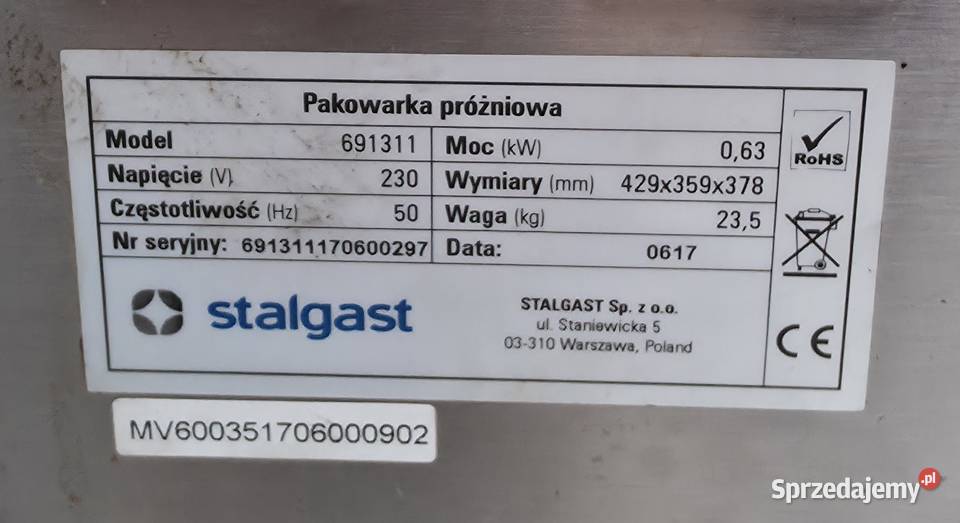 Pakowarka próżniowa
Model 691311 Moc (kW) 0,63
Napięcie (V) 230 Wymiary (mm) 429x359x378
Częstotliwość (Hz) 50 Waga (kg) 23,5
Nr seryjny: 691311170600297 Data: 0617
RoHS
stalgast
STALGAST Sp. z o.o.
ul. Staniewicka 5
03-310 Warszawa, Poland
CE
MV600351706000902
Sprzedajemy.pl